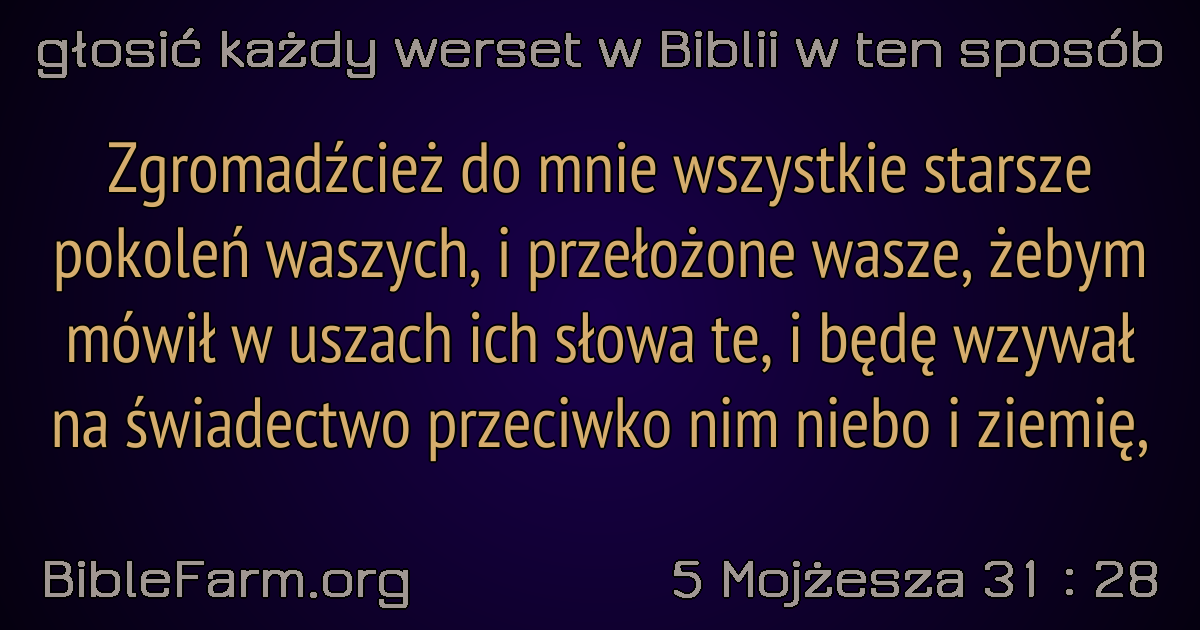 głosić każdy werset w Biblii w ten sposób
Zgromadźcież do mnie wszystkie starsze
pokoleń waszych, i przełożone wasze, żebym
mówił w uszach ich słowa te, i będę wzywał
na świadectwo przeciwko nim niebo i ziemię,
BibleFarm.org
5 Mojżesza 31 : 28